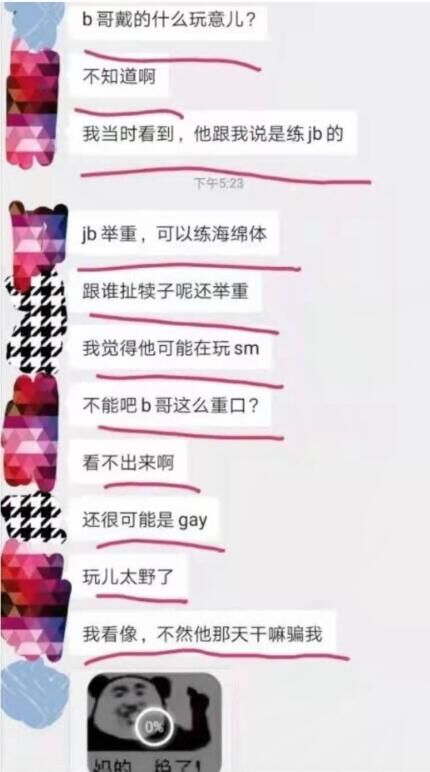 b哥戴的什么玩意儿？
不知道啊
我当时看到，他跟我说是练jb的
下午5:23
jb举重，可以练海绵体
跟谁扯犊子呢还举重
我觉得他可能在玩sm
不能吧b哥这么重口？
看不出来啊
还很可能是gay
玩儿太野了
我看像，不然他那天干嘛骗我
0%